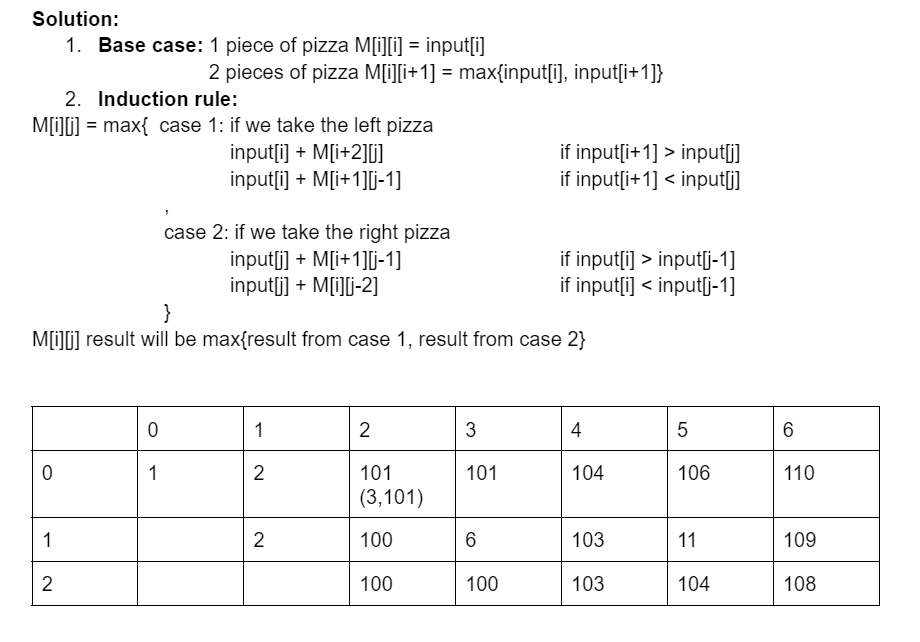 Solution:
1. Base case: 1 piece of pizza M[i][i] = input[i]
2 pieces of pizza M[i][i+1] = max{input[i], input[i+1]}
2. Induction rule:
M[i][j] = max{ case 1: if we take the left pizza
input[i] + M[i+2][j] if input[i+1] > input[j]
input[i] + M[i+1][j-1] if input[i+1] < input[j]
,
case 2: if we take the right pizza
input[j] + M[i+1][j-1] if input[i] > input[j-1]
input[j] + M[i][j-2] if input[i] < input[j-1]
}
M[i][j] result will be max{result from case 1, result from case 2}
0 1 2 3 4 5 6
0 1 2 101 101 104 106 110
(3,101)
1 2 100 6 103 11 109
2 100 100 103 104 108